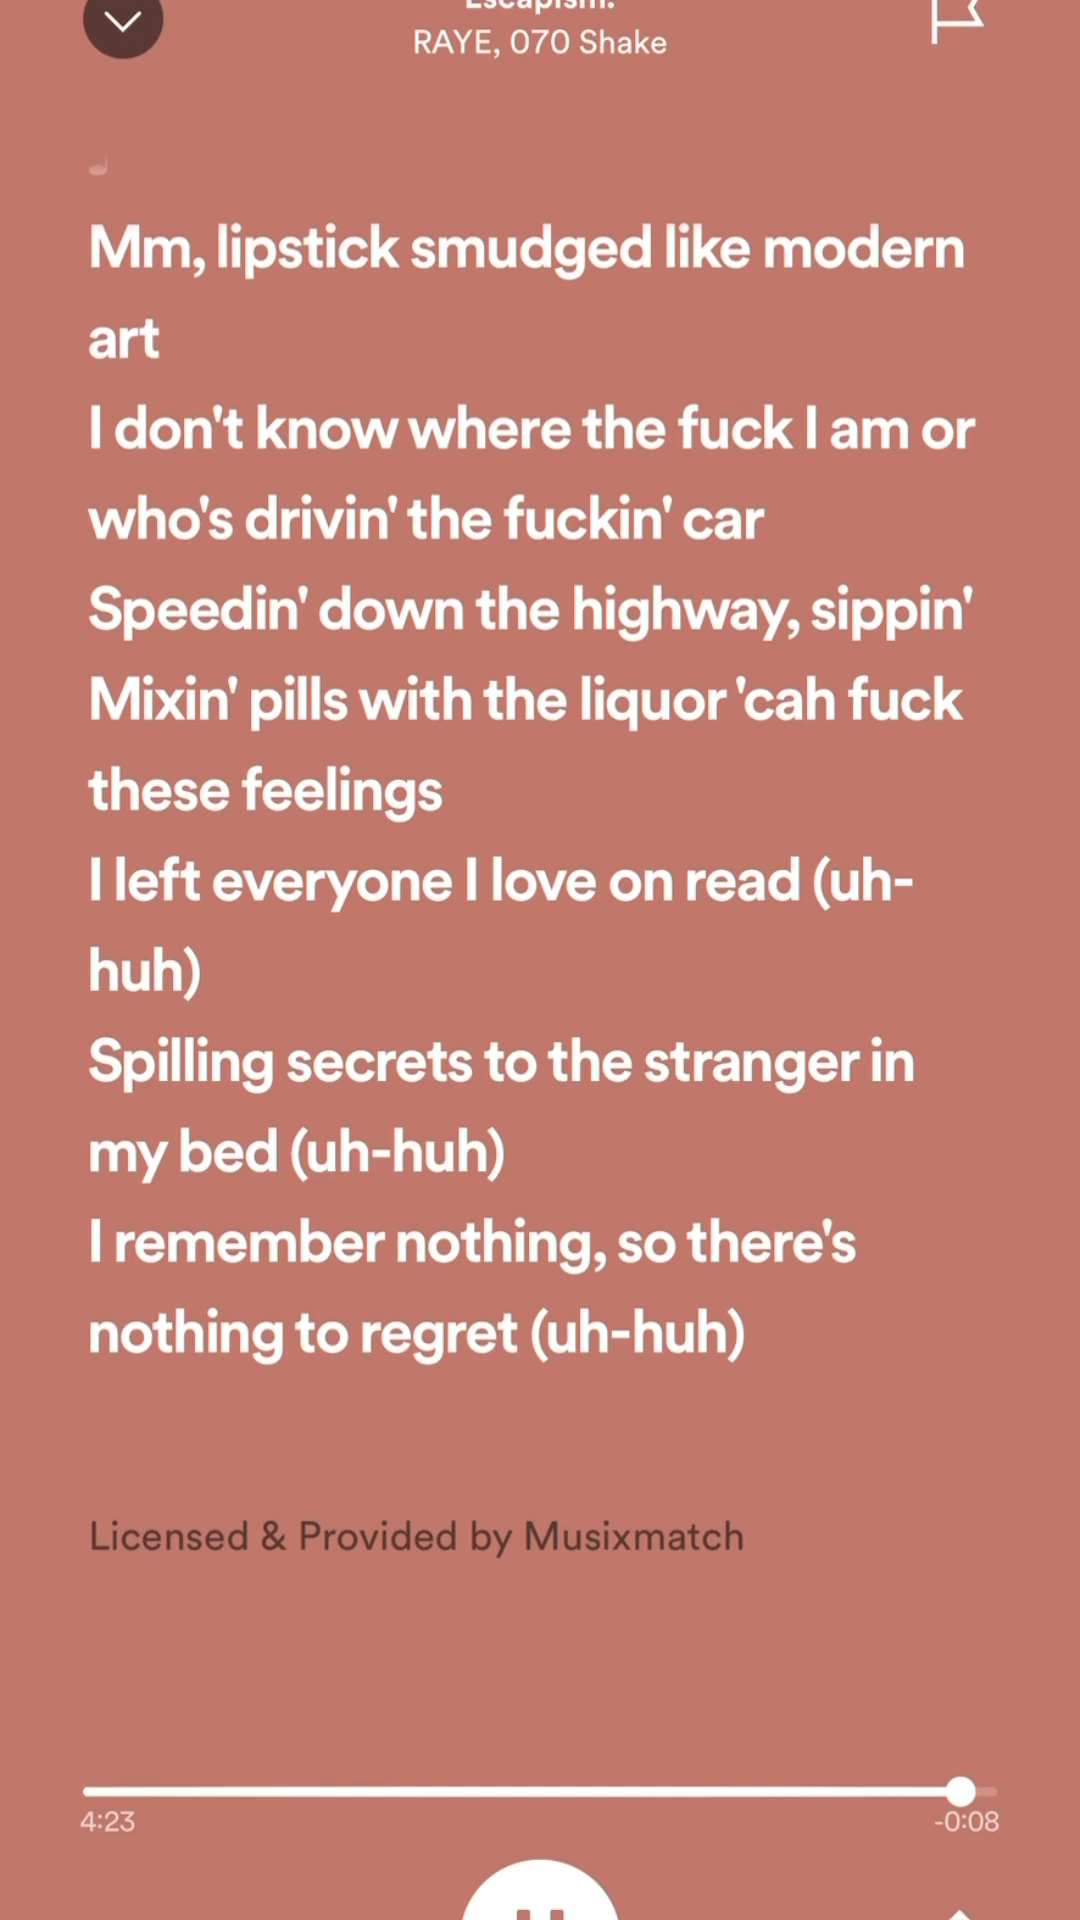 Escapism.
RAYE, 070 Shake
Mm, lipstick smudged like modern
art
I don't know where the fuck I am or
who's drivin' the fuckin' car
Speedin' down the highway, sippin'
Mixin' pills with the liquor 'cah fuck
these feelings
I left everyone I love on read (uh-
huh)
Spilling secrets to the stranger in
my bed (uh-huh)
I remember nothing, so there's
nothing to regret (uh-huh)
Licensed & Provided by Musixmatch
4:23
-0:08